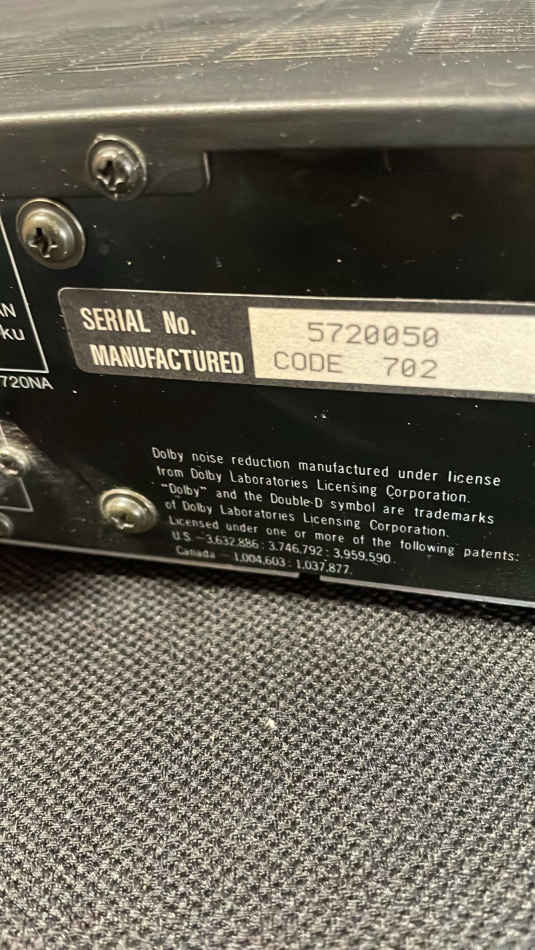 AN
ku
720NA
SERIAL No. 5720050
MANUFACTURED CODE 702
Dolby noise reduction manufactured under license
from Dolby Laboratories Licensing Corporation.
"Dolby" and the Double-D symbol are trademarks
of Dolby Laboratories Licensing Corporation.
Licensed under one or more of the following patents:
U.S. – 3,632,886 : 3,746,792 : 3,959,590.
Canada – 1,004,603 : 1,037,877.